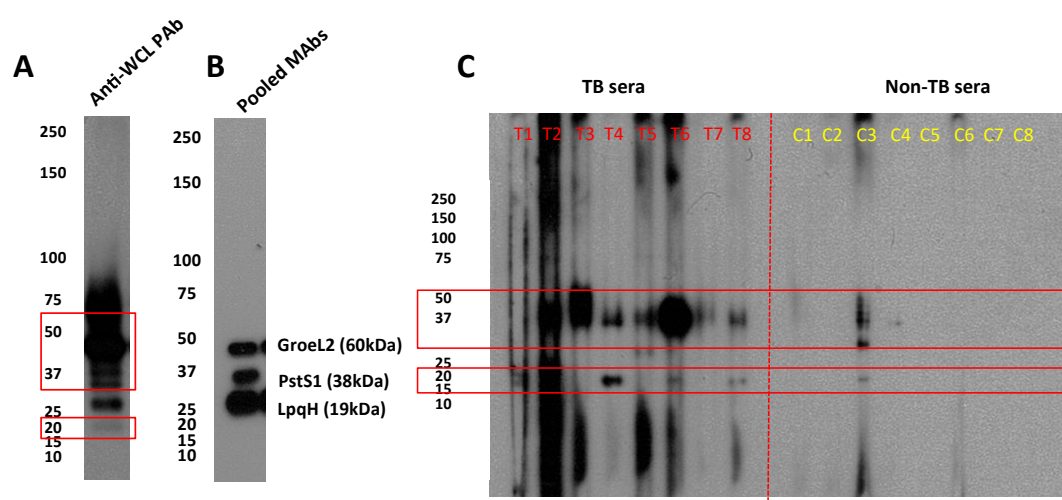 A
Anti-WCL PAb
250
150
100
75
50
37
25
20
15
10
B
Pooled MAbs
250
150
100
75
50
37
25
20
15
10
GroeL2 (60kDa)
PstS1 (38kDa)
LpqH (19kDa)
C
TB sera
Non-TB sera
T1 T2 T3 T4 T5 T6 T7 T8 C1 C2 C3 C4 C5 C6 C7 C8
250
150
100
75
50
37
25
20
15
10